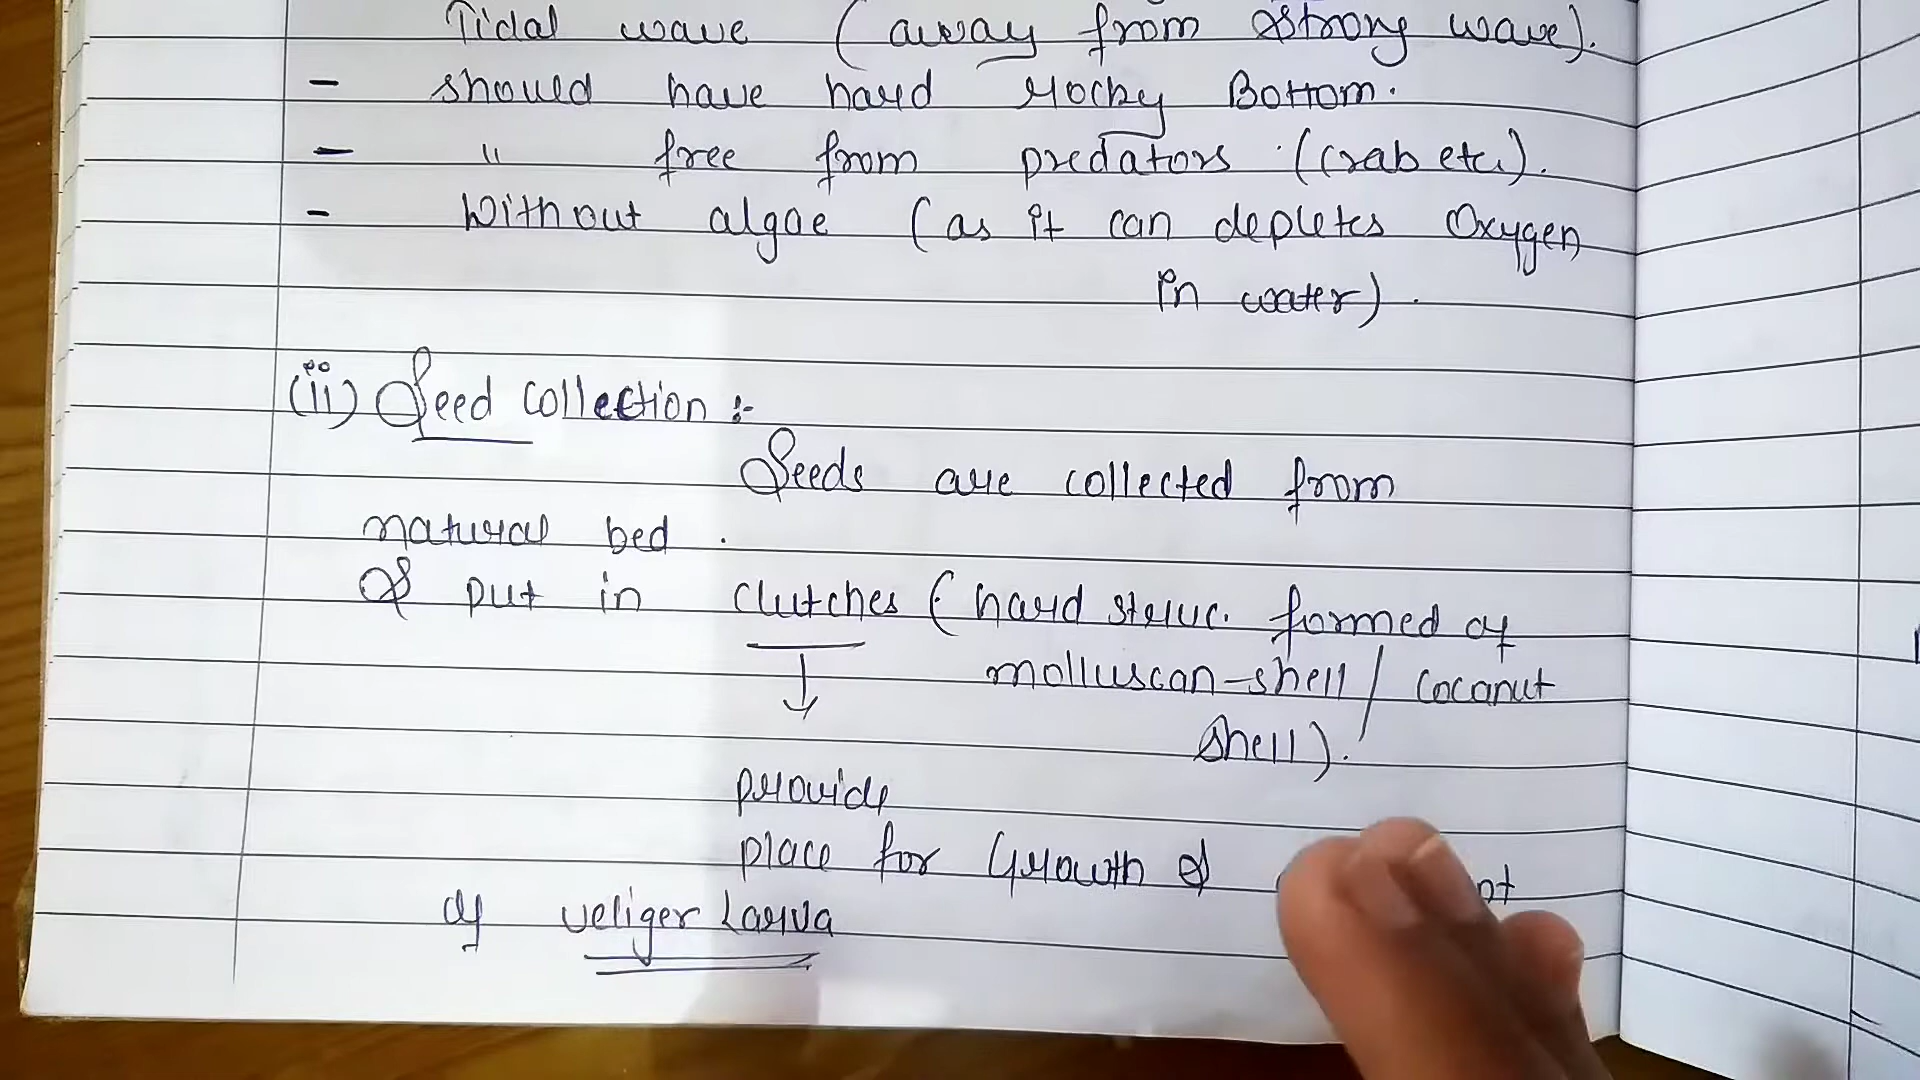 Tidal wave (away from strong wave).
- should have hard rocky Bottom.
- " free from predators (crab etc.).
- Without algae (as it can depletes Oxygen
in water).
(ii) Seed collection :-
Seeds are collected from
natural bed.
& put in clutches (hard struc. formed of
molluscan-shell / cocanut
shell).
↓
provide
place for Growth &
of veliger Larva